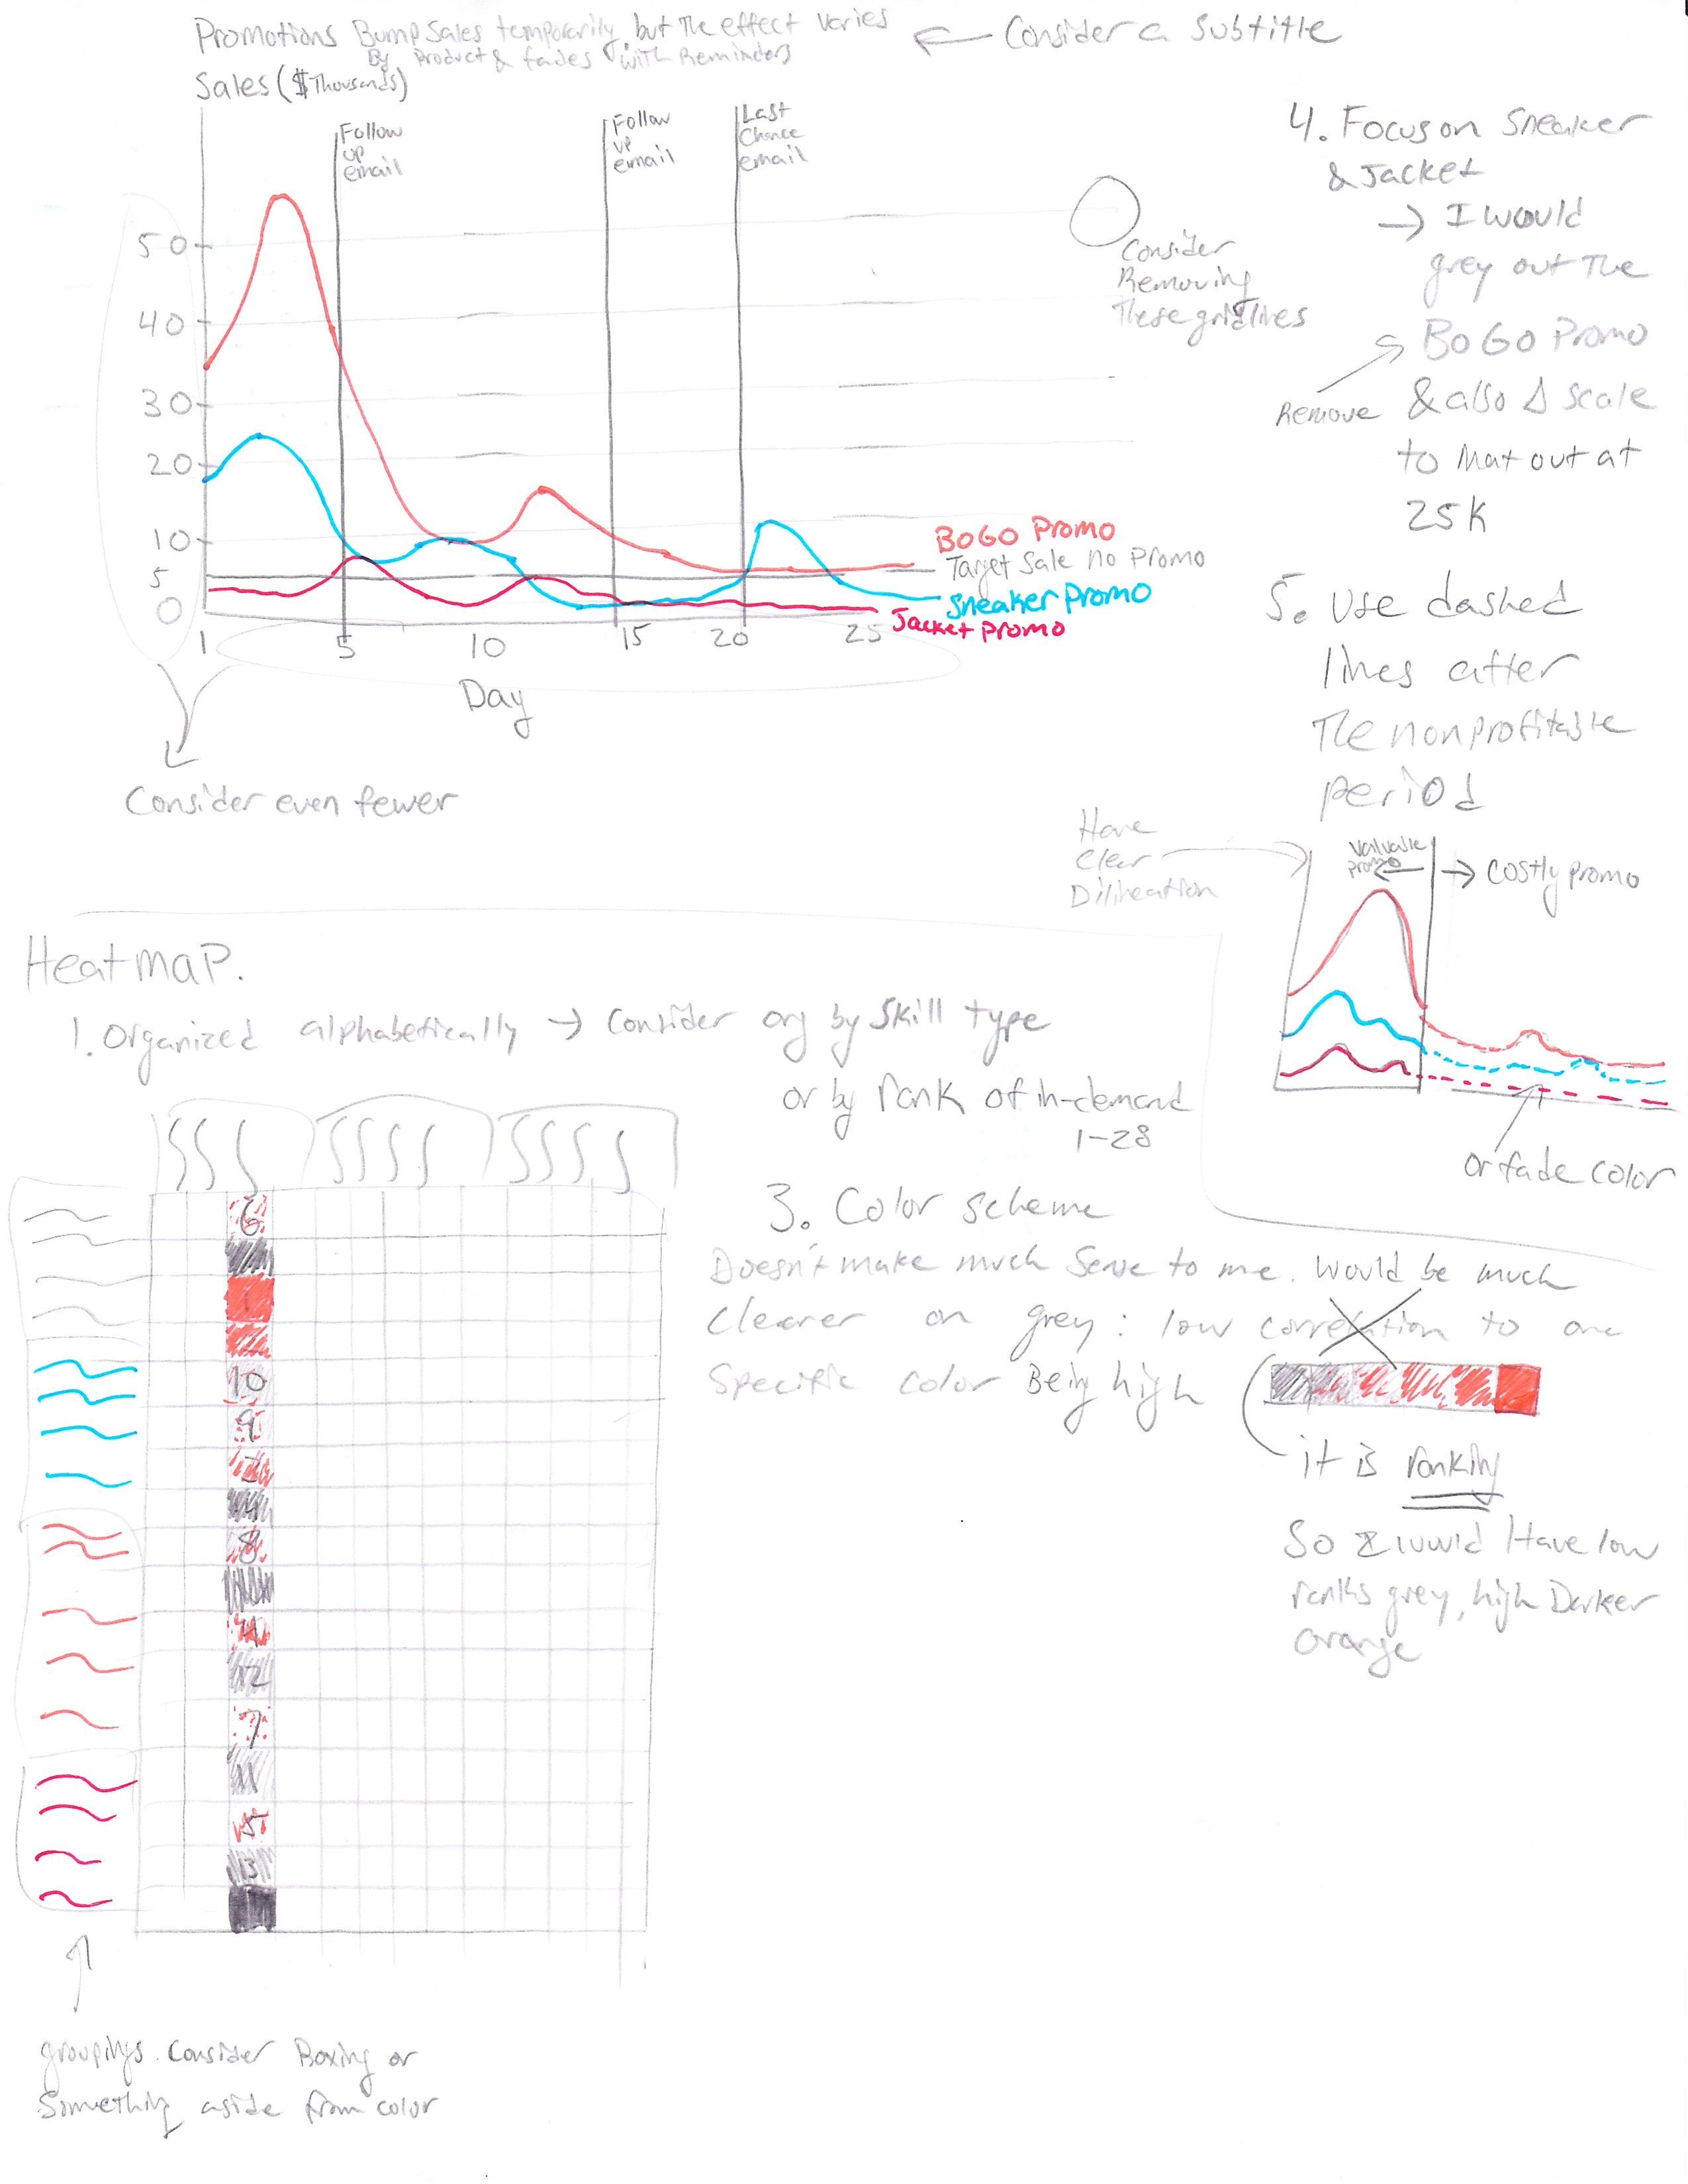 Promotions Bump Sales temporarily, but The effect varies
By product & fades with Reminders
← Consider a Subtitle
Sales ($Thousands)
Follow
up
email
Follow
up
email
Last
Chance
email
50
40
30
20
10
5
0
1
5
10
15
20
25
Day
BoGO Promo
Target Sale no Promo
Sneaker Promo
Jacket Promo
Consider
Removing
These gridlines
Consider even fewer
4. Focus on Sneaker
& Jacket
→ I would
grey out The
BoGO Promo
Remove
& also Δ scale
to Max out at
25K
5. Use dashed
lines after
The nonprofitable
period
Have
Clear
Dilineation
Valuable
promo
←
→ Costly promo
or fade color
Heatmap.
1. Organized alphabetically → Consider org by skill type
or by rank of in-demand
1-28
3. Color scheme
Doesn't make much Sense to me. Would be much
Clearer on grey: low correlation to one
Specific color Being high
it is ranking
So I would Have low
ranks grey, high Darker
orange
6
1
10
9
8
12
7
11
5
13
groupings. Consider Boxing or
Something aside from color